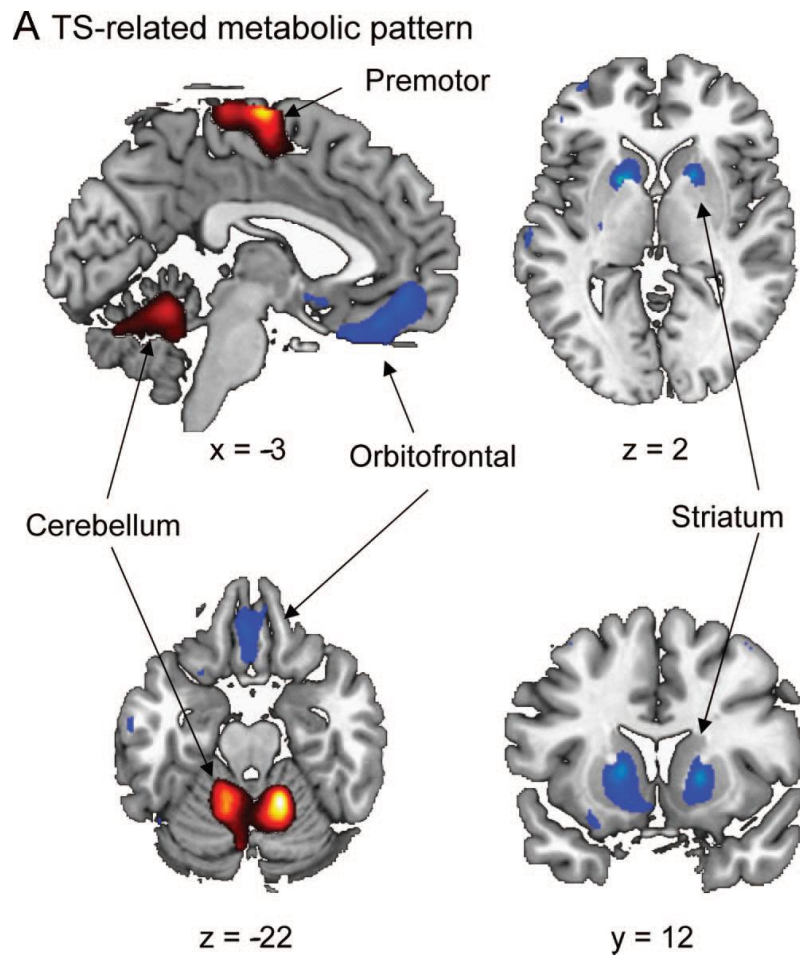 A TS-related metabolic pattern
Premotor
x = -3
Orbitofrontal
z = 2
Cerebellum
Striatum
z = -22
y = 12